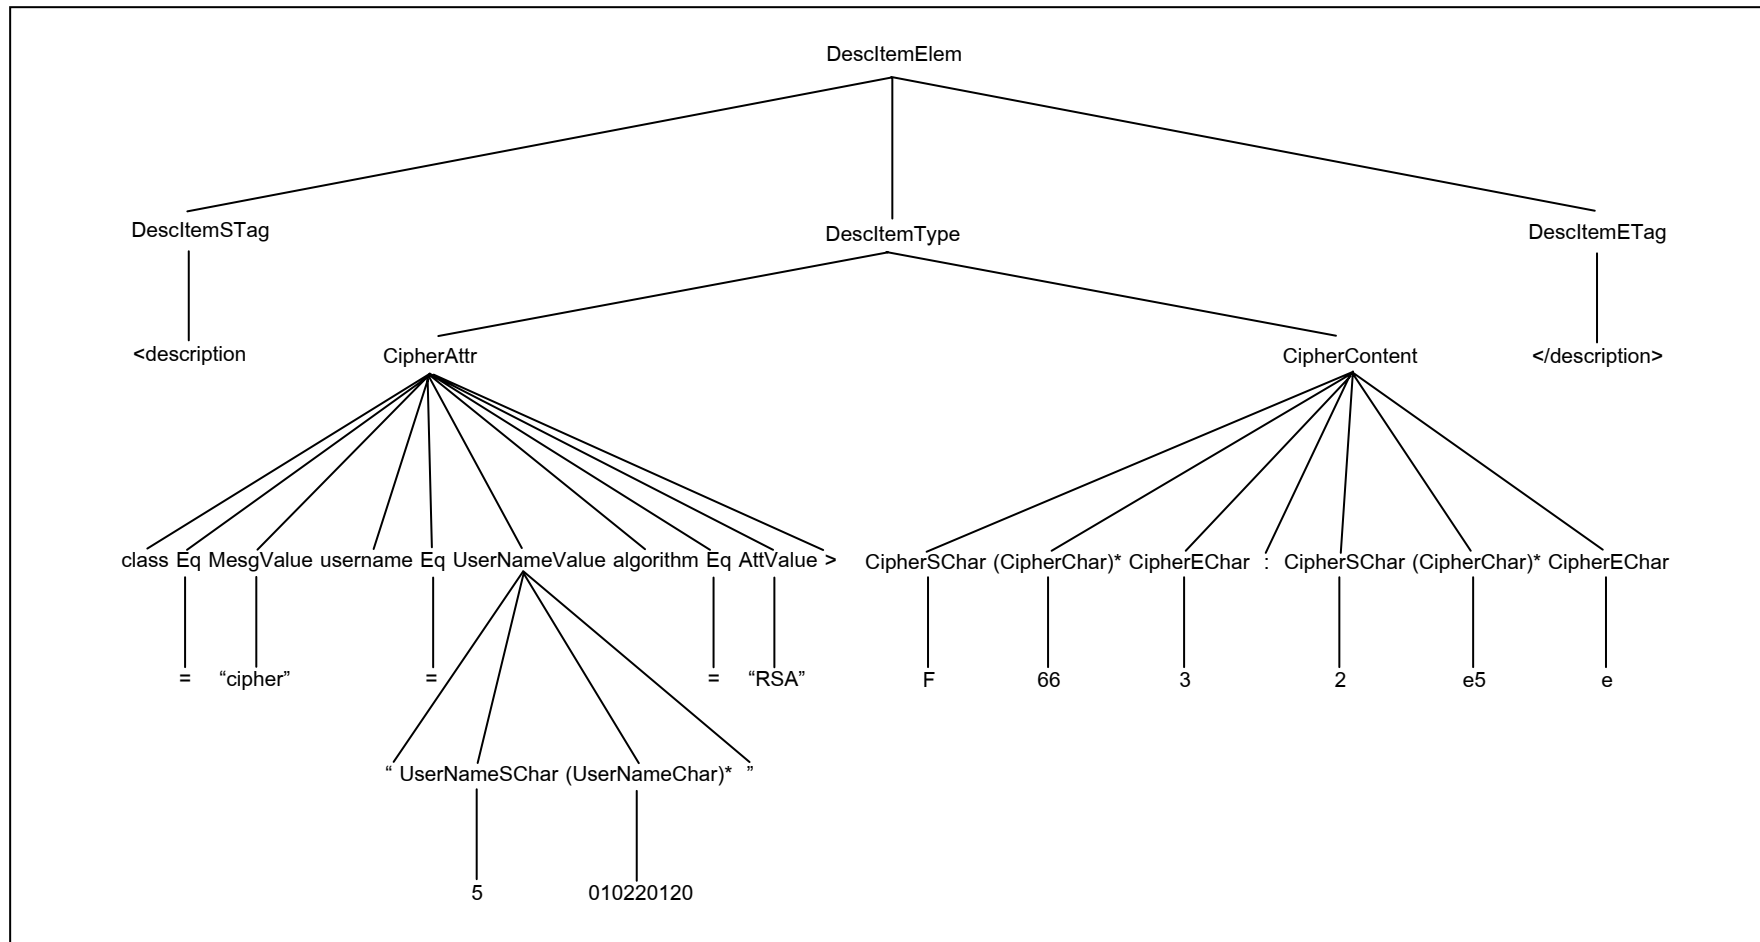 DescItemElem
DescItemSTag DescItemType DescItemETag
<description CipherAttr CipherContent </description>
class Eq MesgValue username Eq UserNameValue algorithm Eq AttValue > CipherSChar (CipherChar)* CipherEChar : CipherSChar (CipherChar)* CipherEChar
= “cipher” = = “RSA” F 66 3 2 e5 e
“ UserNameSChar (UserNameChar)* ”
5 010220120